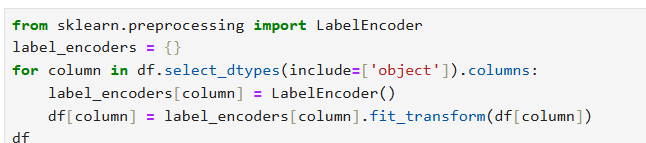 from sklearn.preprocessing import LabelEncoder
label_encoders = {}
for column in df.select_dtypes(include=['object']).columns:
    label_encoders[column] = LabelEncoder()
    df[column] = label_encoders[column].fit_transform(df[column])
df